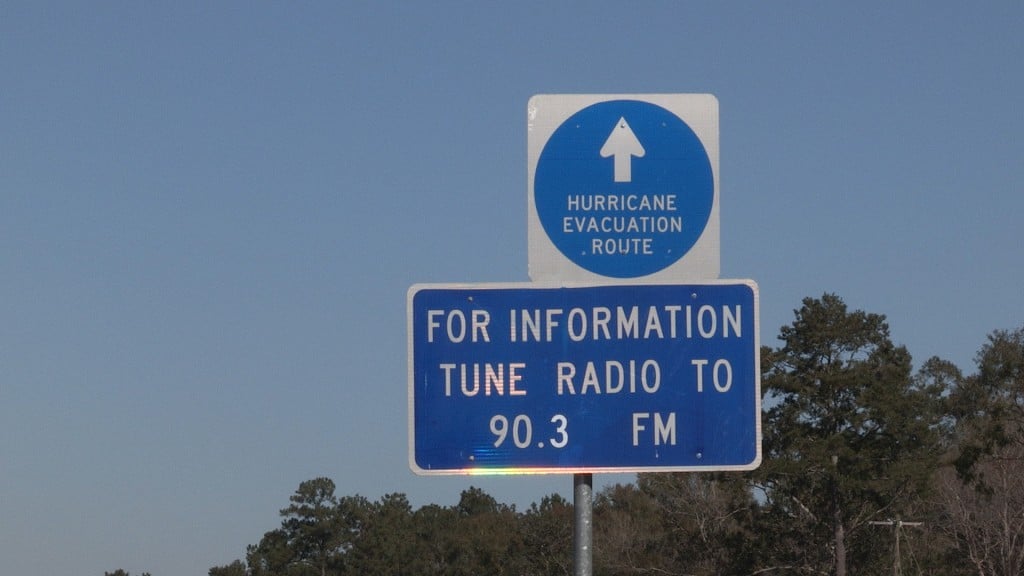 HURRICANE
EVACUATION
ROUTE
FOR INFORMATION
TUNE RADIO TO
90.3 FM